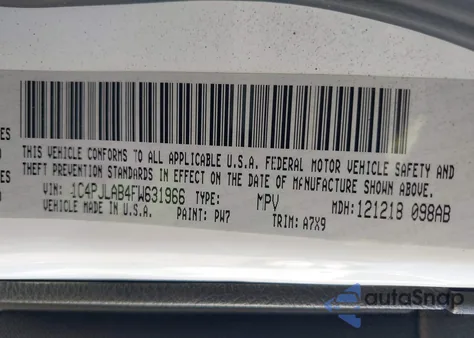 ES
THIS VEHICLE CONFORMS TO ALL APPLICABLE U.S.A. FEDERAL MOTOR VEHICLE SAFETY AND
THEFT PREVENTION STANDARDS IN EFFECT ON THE DATE OF MANUFACTURE SHOWN ABOVE.
ES
VIN: 1C4PJLAB4FW631966 TYPE: MPV MDH: 121218 098AB
VEHICLE MADE IN U.S.A. PAINT: PW7 TRIM: A7X9
autoSnap